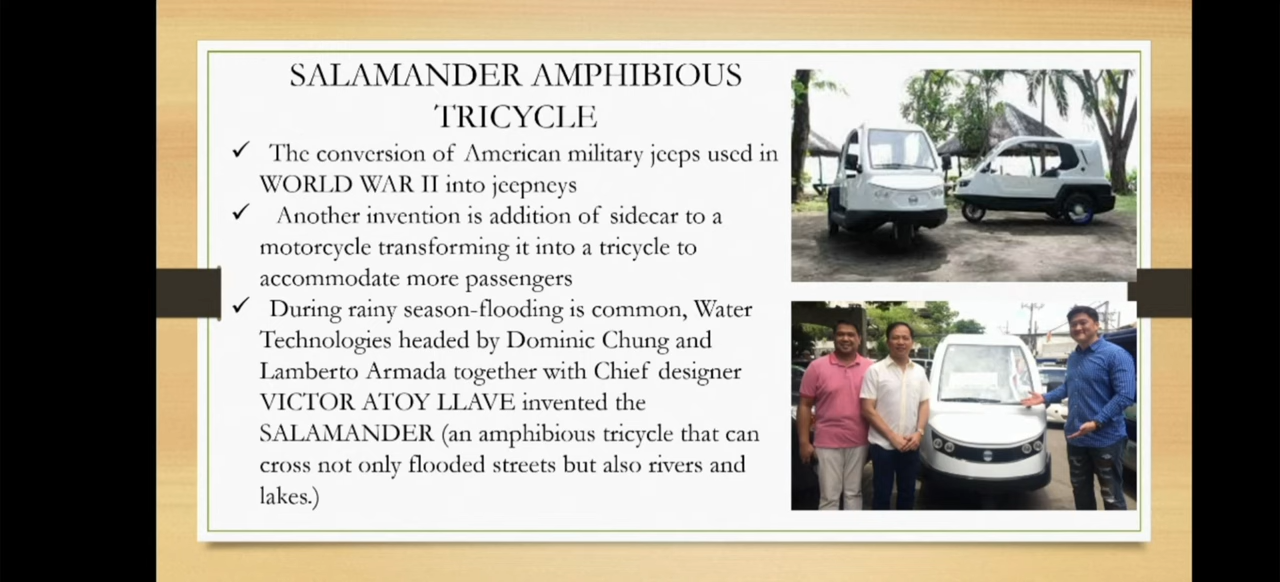 SALAMANDER AMPHIBIOUS
TRICYCLE
✓ The conversion of American military jeeps used in
WORLD WAR II into jeepneys
✓ Another invention is addition of sidecar to a
motorcycle transforming it into a tricycle to
accommodate more passengers
✓ During rainy season-flooding is common, Water
Technologies headed by Dominic Chung and
Lamberto Armada together with Chief designer
VICTOR ATOY LLAVE invented the
SALAMANDER (an amphibious tricycle that can
cross not only flooded streets but also rivers and
lakes.)